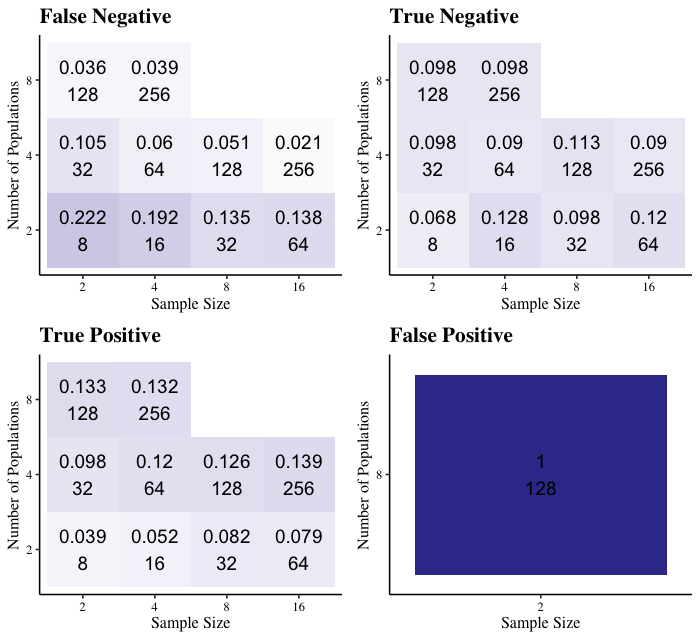 False Negative
Number of Populations
8
0.036 0.039
128 256
4
0.105 0.06 0.051 0.021
32 64 128 256
2
0.222 0.192 0.135 0.138
8 16 32 64
2 4 8 16
Sample Size
True Negative
Number of Populations
8
0.098 0.098
128 256
4
0.098 0.09 0.113 0.09
32 64 128 256
2
0.068 0.128 0.098 0.12
8 16 32 64
2 4 8 16
Sample Size
True Positive
Number of Populations
8
0.133 0.132
128 256
4
0.098 0.12 0.126 0.139
32 64 128 256
2
0.039 0.052 0.082 0.079
8 16 32 64
2 4 8 16
Sample Size
False Positive
Number of Populations
8
1
128
2
Sample Size